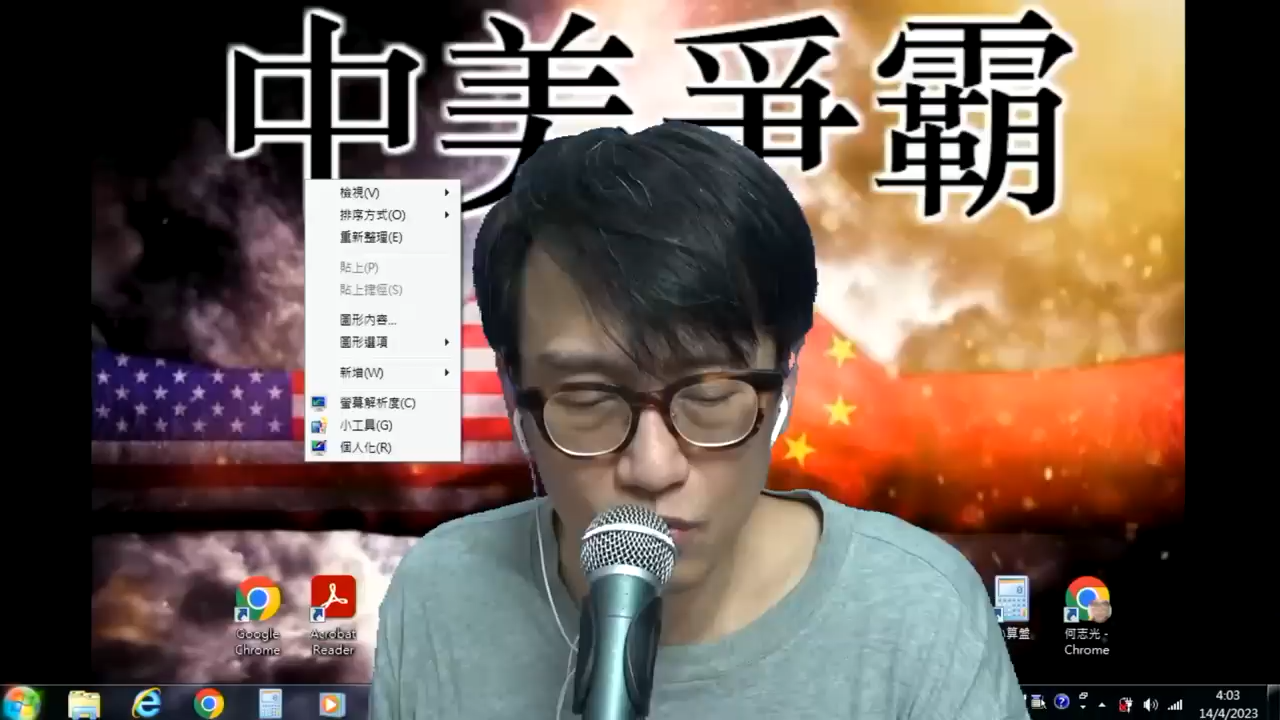 中美爭霸
檢視(V)
排序方式(O)
重新整理(E)
貼上(P)
貼上捷徑(S)
圖形內容...
圖形選項
新增(W)
螢幕解析度(C)
小工具(G)
個人化(R)
Google
Chrome
Acrobat
Reader
算盤
何志光 -
Chrome
4:03
14/4/2023